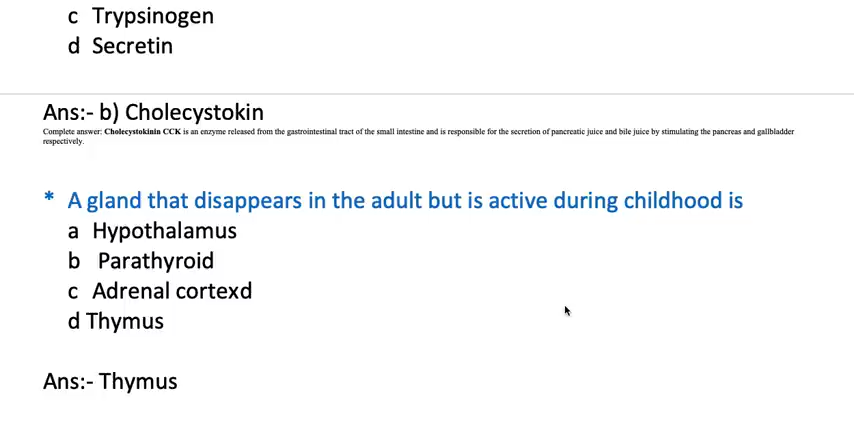 c Trypsinogen
d Secretin
Ans:- b) Cholecystokin
Complete answer: Cholecystokinin CCK is an enzyme released from the gastrointestinal tract of the small intestine and is responsible for the secretion of pancreatic juice and bile juice by stimulating the pancreas and gallbladder
respectively.
* A gland that disappears in the adult but is active during childhood is
a Hypothalamus
b Parathyroid
c Adrenal cortexd
d Thymus
Ans:- Thymus